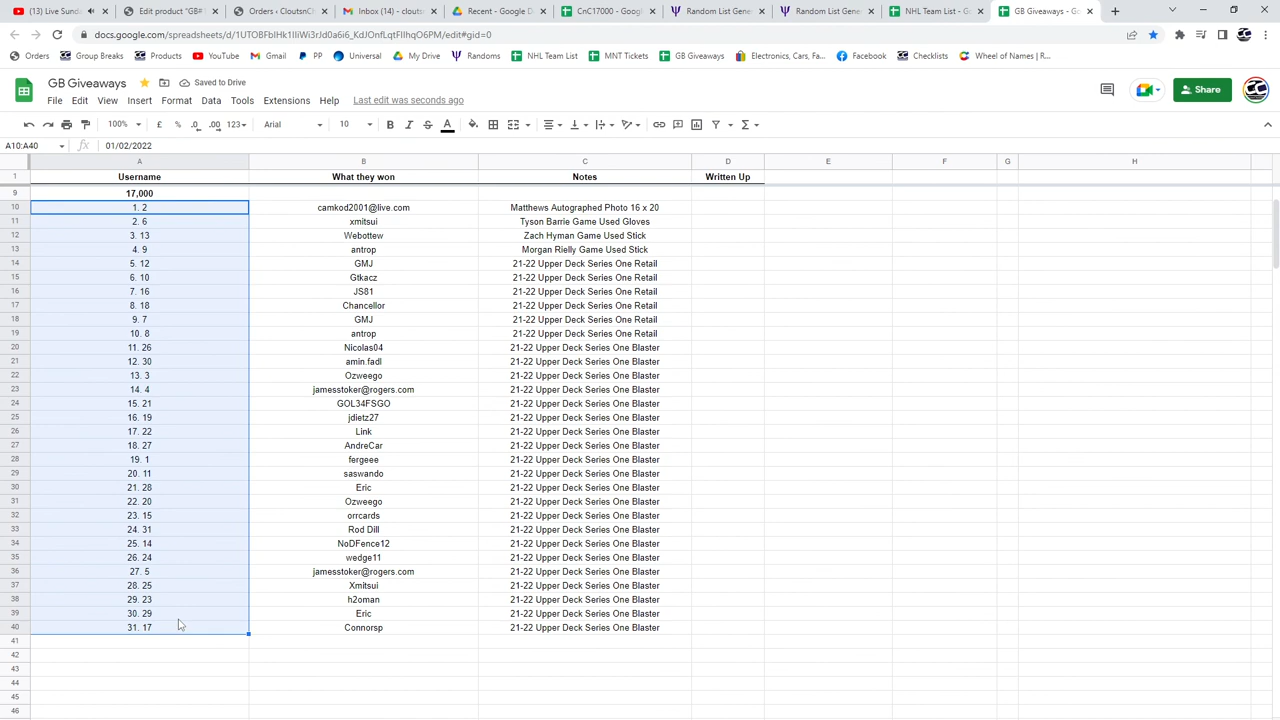 (13) Live Sund
Edit product "GB#
Orders ‹ CloutsnCh
Inbox (14) - clouts
Recent - Google D
CnC17000 - Googl
Random List Gene
Random List Gene
NHL Team List - Go
GB Giveaways - Go
Orders
Group Breaks
Products
YouTube
Gmail
PP
Universal
My Drive
Randoms
NHL Team List
MNT Tickets
GB Giveaways
Electronics, Cars, Fa...
Facebook
Checklists
Wheel of Names | R...
GB Giveaways
Saved to Drive
File Edit View Insert Format Data Tools Extensions Help Last edit was seconds ago
Share
100% £ % .0 .00 123 Arial 10
A10:A40 fx 01/02/2022
A B C D E F G H
1 Username What they won Notes Written Up
9 17,000
10 1. 2 camkod2001@live.com Matthews Autographed Photo 16 x 20
11 2. 6 xmitsui Tyson Barrie Game Used Gloves
12 3. 13 Webottew Zach Hyman Game Used Stick
13 4. 9 antrop Morgan Rielly Game Used Stick
14 5. 12 GMJ 21-22 Upper Deck Series One Retail
15 6. 10 Gtkacz 21-22 Upper Deck Series One Retail
16 7. 16 JS81 21-22 Upper Deck Series One Retail
17 8. 18 Chancellor 21-22 Upper Deck Series One Retail
18 9. 7 GMJ 21-22 Upper Deck Series One Retail
19 10. 8 antrop 21-22 Upper Deck Series One Retail
20 11. 26 Nicolas04 21-22 Upper Deck Series One Blaster
21 12. 30 amin.fadl 21-22 Upper Deck Series One Blaster
22 13. 3 Ozweego 21-22 Upper Deck Series One Blaster
23 14. 4 jamesstoker@rogers.com 21-22 Upper Deck Series One Blaster
24 15. 21 GOL34FSGO 21-22 Upper Deck Series One Blaster
25 16. 19 jdietz27 21-22 Upper Deck Series One Blaster
26 17. 22 Link 21-22 Upper Deck Series One Blaster
27 18. 27 AndreCar 21-22 Upper Deck Series One Blaster
28 19. 1 fergeee 21-22 Upper Deck Series One Blaster
29 20. 11 saswando 21-22 Upper Deck Series One Blaster
30 21. 28 Eric 21-22 Upper Deck Series One Blaster
31 22. 20 Ozweego 21-22 Upper Deck Series One Blaster
32 23. 15 orrcards 21-22 Upper Deck Series One Blaster
33 24. 31 Rod Dill 21-22 Upper Deck Series One Blaster
34 25. 14 NoDFence12 21-22 Upper Deck Series One Blaster
35 26. 24 wedge11 21-22 Upper Deck Series One Blaster
36 27. 5 jamesstoker@rogers.com 21-22 Upper Deck Series One Blaster
37 28. 25 Xmitsui 21-22 Upper Deck Series One Blaster
38 29. 23 h2oman 21-22 Upper Deck Series One Blaster
39 30. 29 Eric 21-22 Upper Deck Series One Blaster
40 31. 17 Connorsp 21-22 Upper Deck Series One Blaster
41
42
43
44
45
46